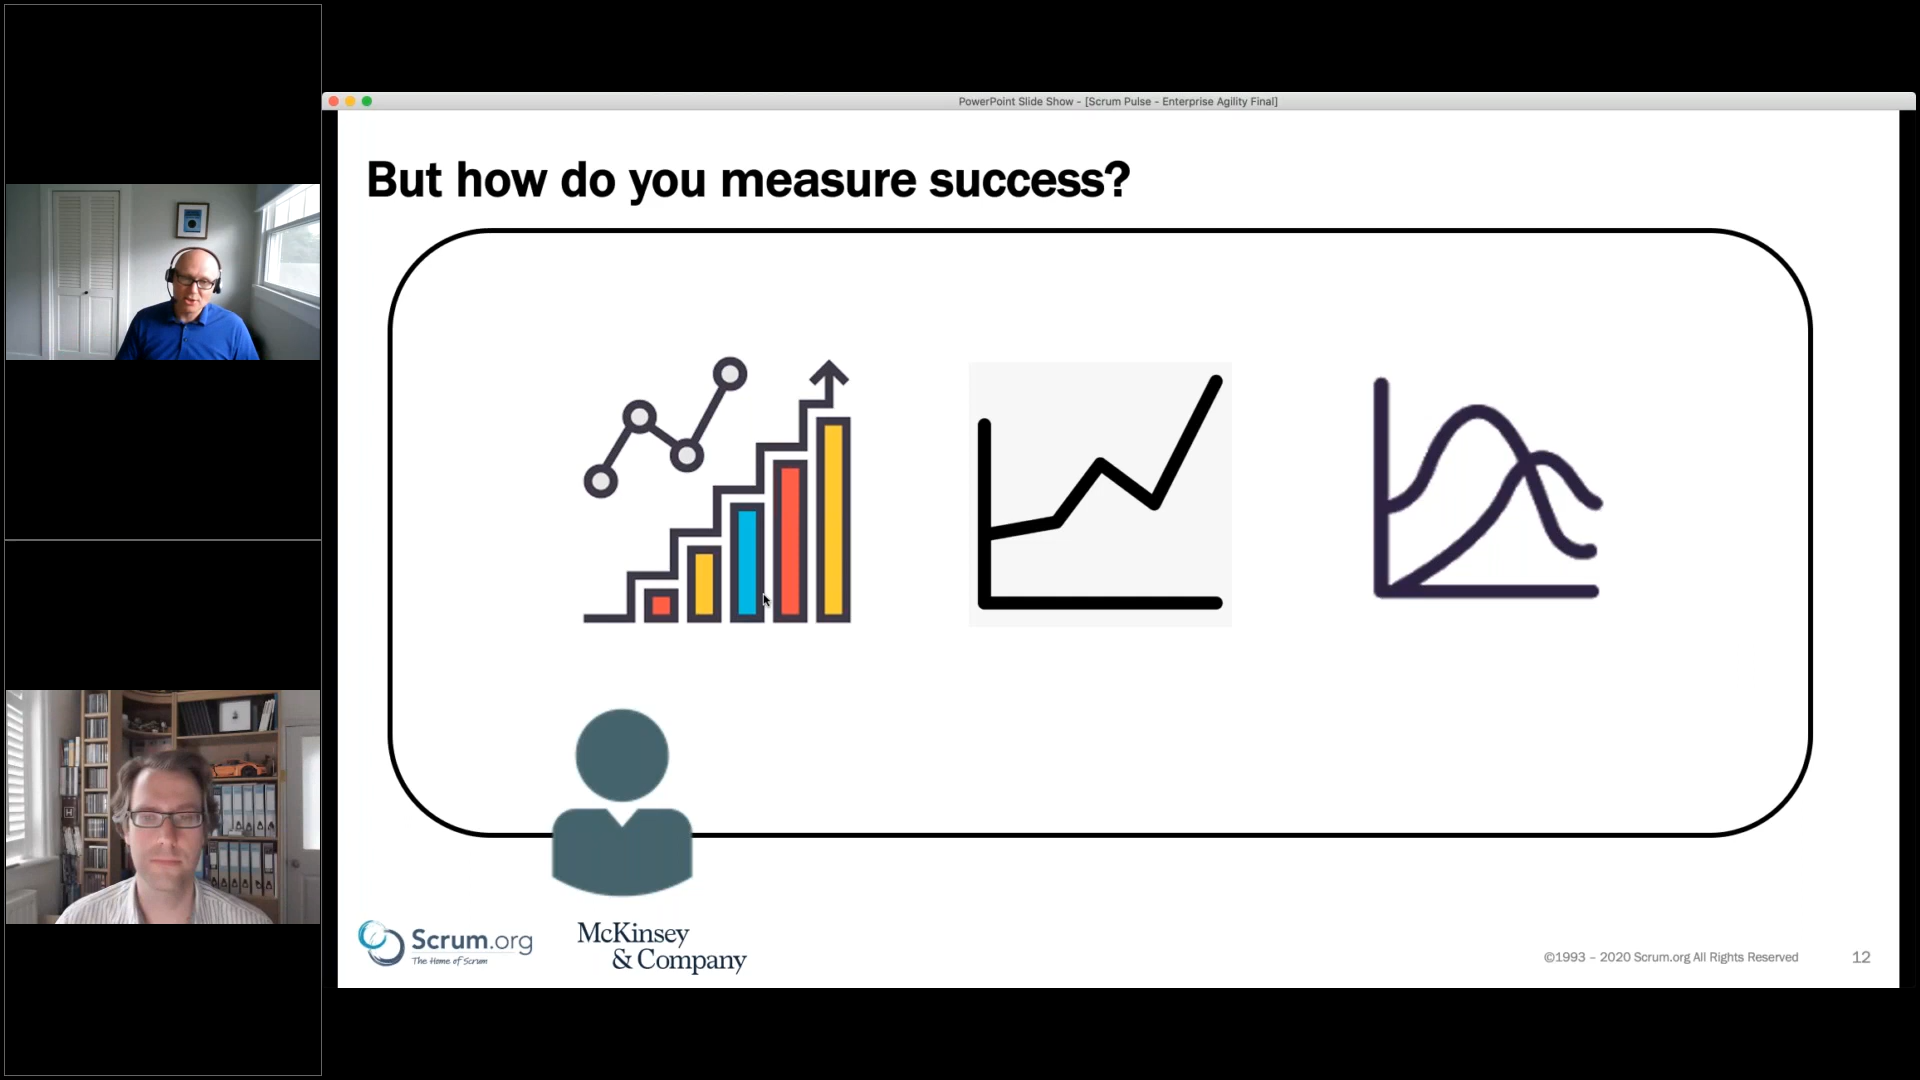 PowerPoint Slide Show - [Scrum Pulse - Enterprise Agility Final]
But how do you measure success?
Scrum.org
The Home of Scrum
McKinsey
& Company
©1993 – 2020 Scrum.org All Rights Reserved
12